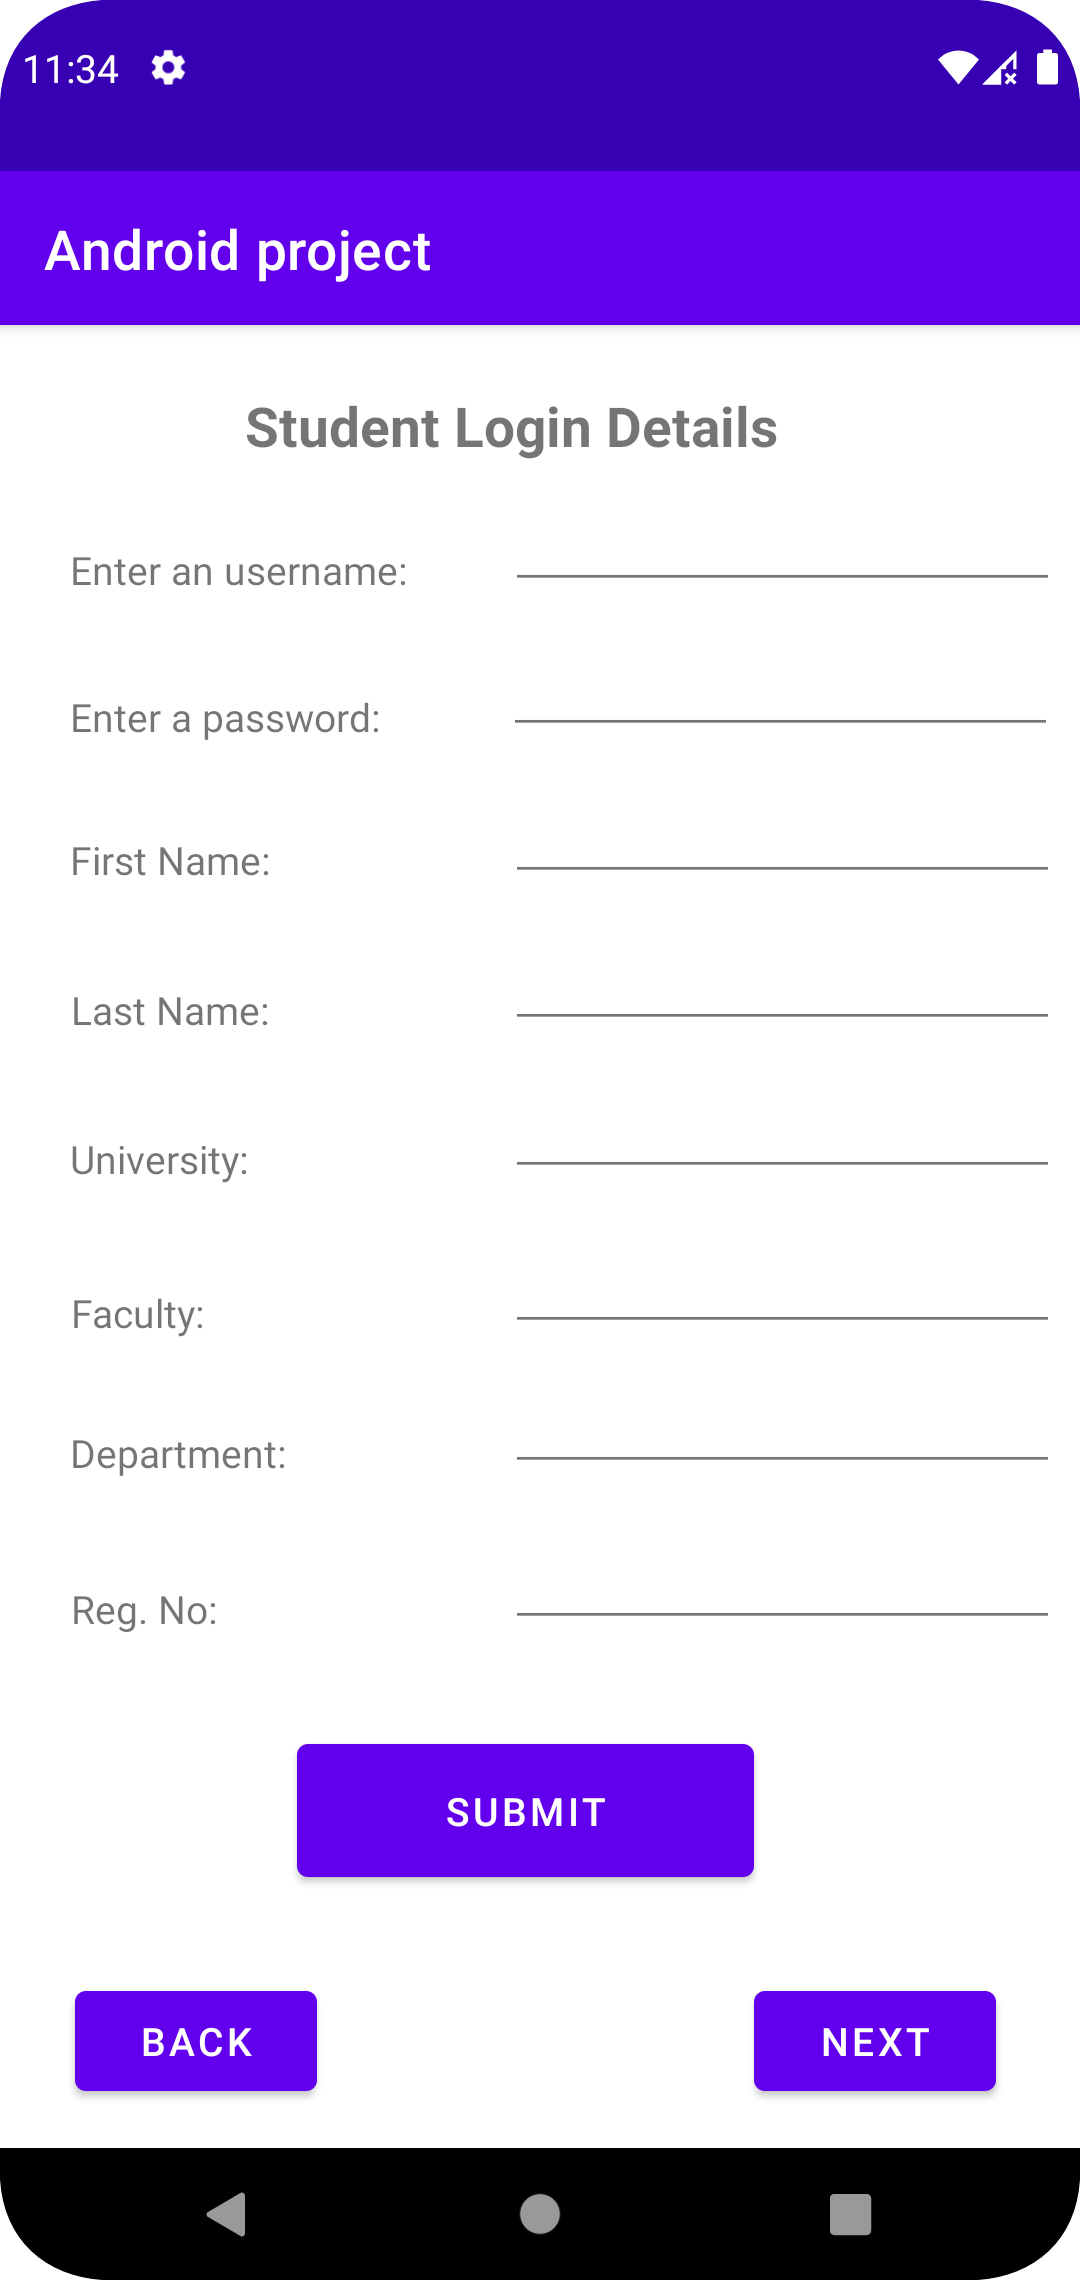 11:34
Android project
Student Login Details
Enter an username:
Enter a password:
First Name:
Last Name:
University:
Faculty:
Department:
Reg. No:
SUBMIT
BACK NEXT